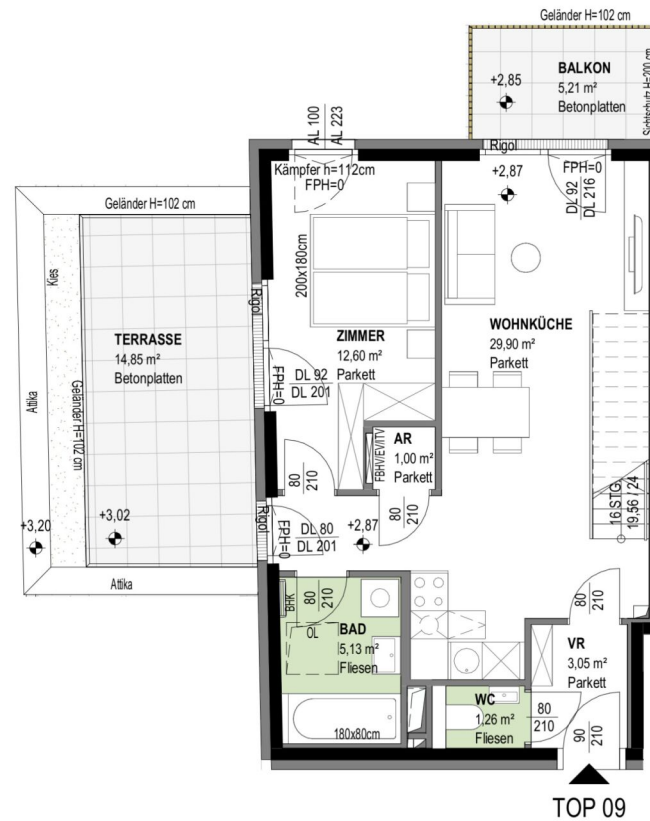 Geländer H=102 cm
BALKON
5,21 m²
Betonplatten
+2,85
Sichtschutz H=200 cm
AL 100
AL 223
Rigol
Kämpfer h=112cm
FPH=0
+2,87
FPH=0
DL 92
DL 216
Geländer H=102 cm
Kies
200x180cm
Rigol
TERRASSE
14,85 m²
Betonplatten
ZIMMER
12,60 m²
Parkett
WOHNKÜCHE
29,90 m²
Parkett
FPH=0
DL 92
DL 201
Attika
Geländer H=102 cm
FBHV/EV/ITV
AR
1,00 m²
Parkett
80
210
80
210
16 STG.
19.56 / 24
+3,20
+3,02
Rigol
FPH=0
DL 80
DL 201
+2,87
Attika
BHK
80
210
OL
BAD
5,13 m²
Fliesen
80
210
VR
3,05 m²
Parkett
WC
1,26 m²
Fliesen
80
210
180x80cm
90
210
TOP 09